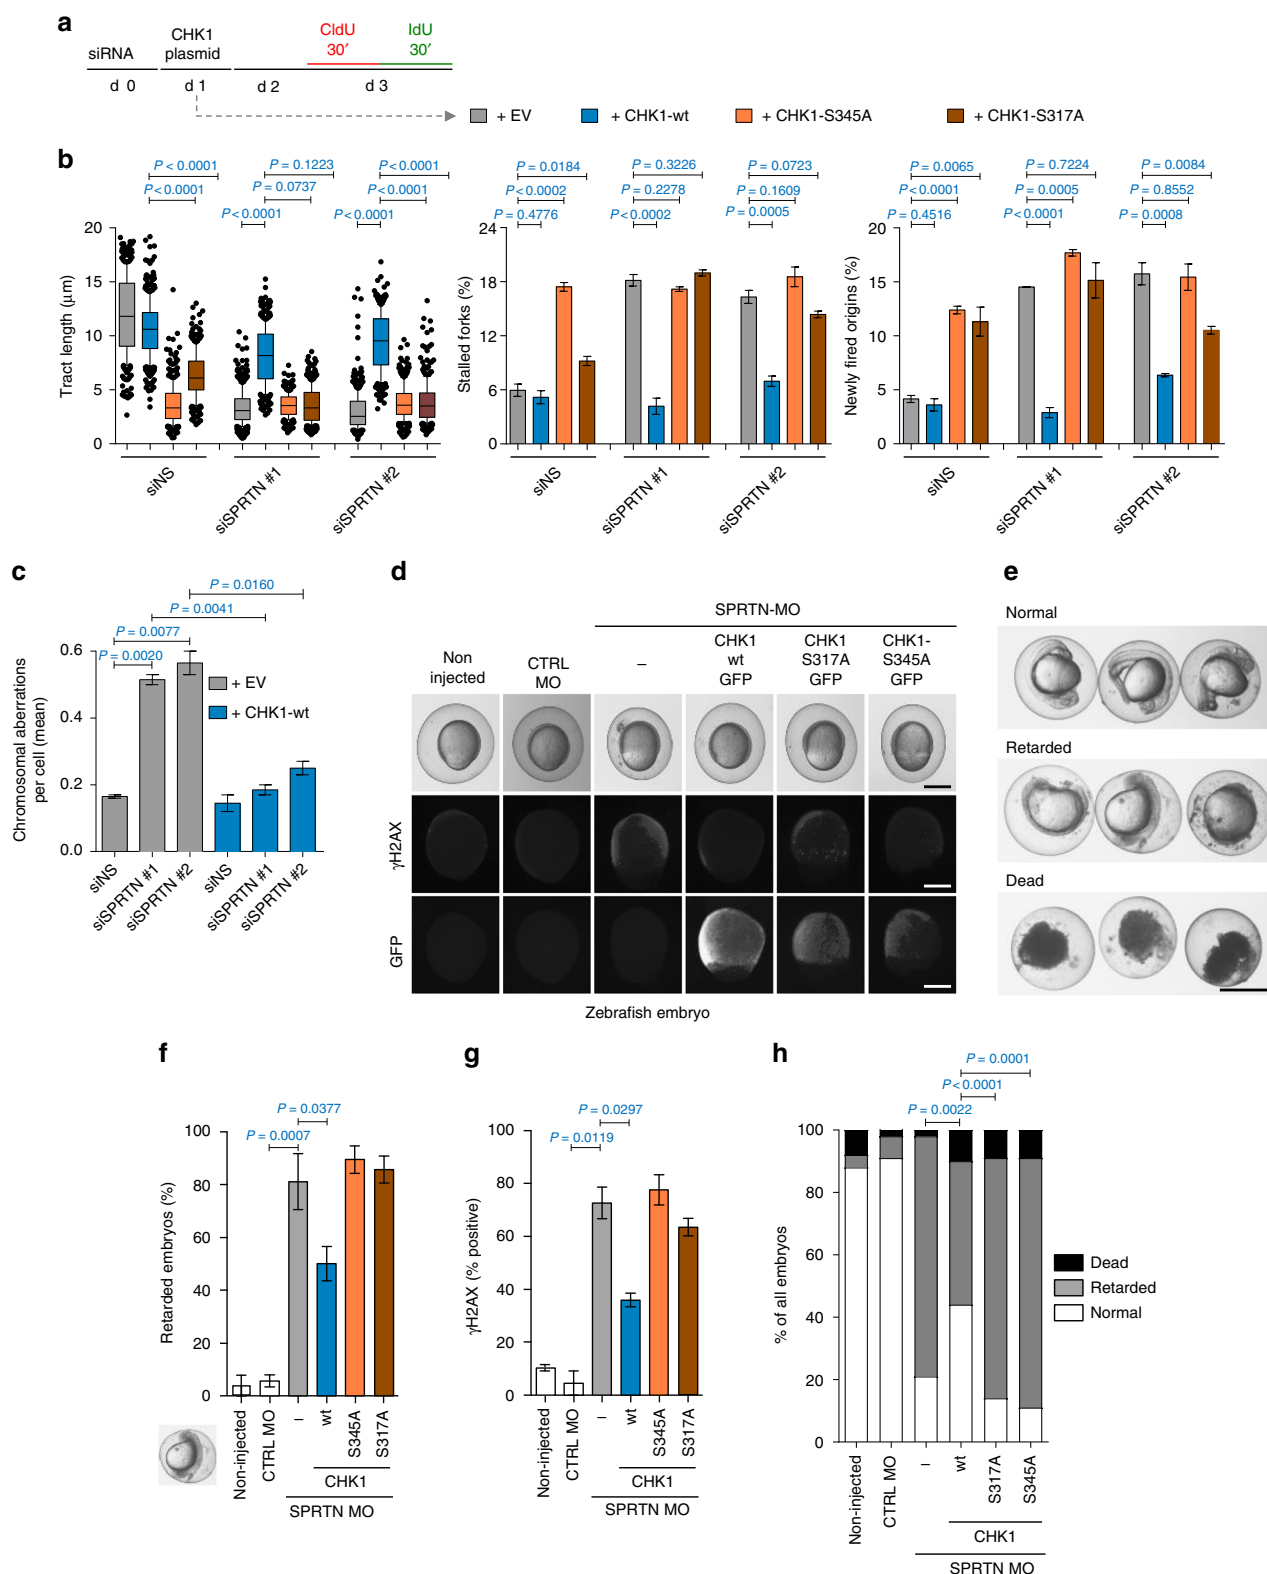 a
siRNA
CHK1
plasmid
CldU
30′
IdU
30′
d 0
d 1
d 2
d 3
+ EV
+ CHK1-wt
+ CHK1-S345A
+ CHK1-S317A
b
P < 0.0001
P = 0.1223
P < 0.0001
P < 0.0001
P = 0.0737
P < 0.0001
P < 0.0001
P < 0.0001
Tract length (μm)
20
15
10
5
0
siNS
siSPRTN #1
siSPRTN #2
P = 0.0184
P = 0.3226
P = 0.0723
P < 0.0002
P = 0.2278
P = 0.1609
P = 0.4776
P < 0.0002
P = 0.0005
Stalled forks (%)
24
18
12
6
0
siNS
siSPRTN #1
siSPRTN #2
P = 0.0065
P = 0.7224
P = 0.0084
P < 0.0001
P = 0.0005
P = 0.8552
P = 0.4516
P < 0.0001
P = 0.0008
Newly fired origins (%)
20
15
10
5
0
siNS
siSPRTN #1
siSPRTN #2
c
P = 0.0160
P = 0.0041
P = 0.0077
P = 0.0020
Chromosomal aberrations
per cell (mean)
0.6
0.4
0.2
0.0
+ EV
+ CHK1-wt
siNS
siSPRTN #1
siSPRTN #2
siNS
siSPRTN #1
siSPRTN #2
d
SPRTN-MO
Non
injected
CTRL
MO
–
CHK1
wt
GFP
CHK1
S317A
GFP
CHK1-
S345A
GFP
γH2AX
GFP
Zebrafish embryo
e
Normal
Retarded
Dead
f
P = 0.0377
P = 0.0007
Retarded embryos (%)
100
80
60
40
20
0
Non-injected
CTRL MO
–
wt
S345A
S317A
CHK1
SPRTN MO
g
P = 0.0297
P = 0.0119
γH2AX (% positive)
100
80
60
40
20
0
Non-injected
CTRL MO
–
wt
S345A
S317A
CHK1
SPRTN MO
h
P = 0.0001
P < 0.0001
P = 0.0022
% of all embryos
100
80
60
40
20
0
Dead
Retarded
Normal
Non-injected
CTRL MO
–
wt
S317A
S345A
CHK1
SPRTN MO